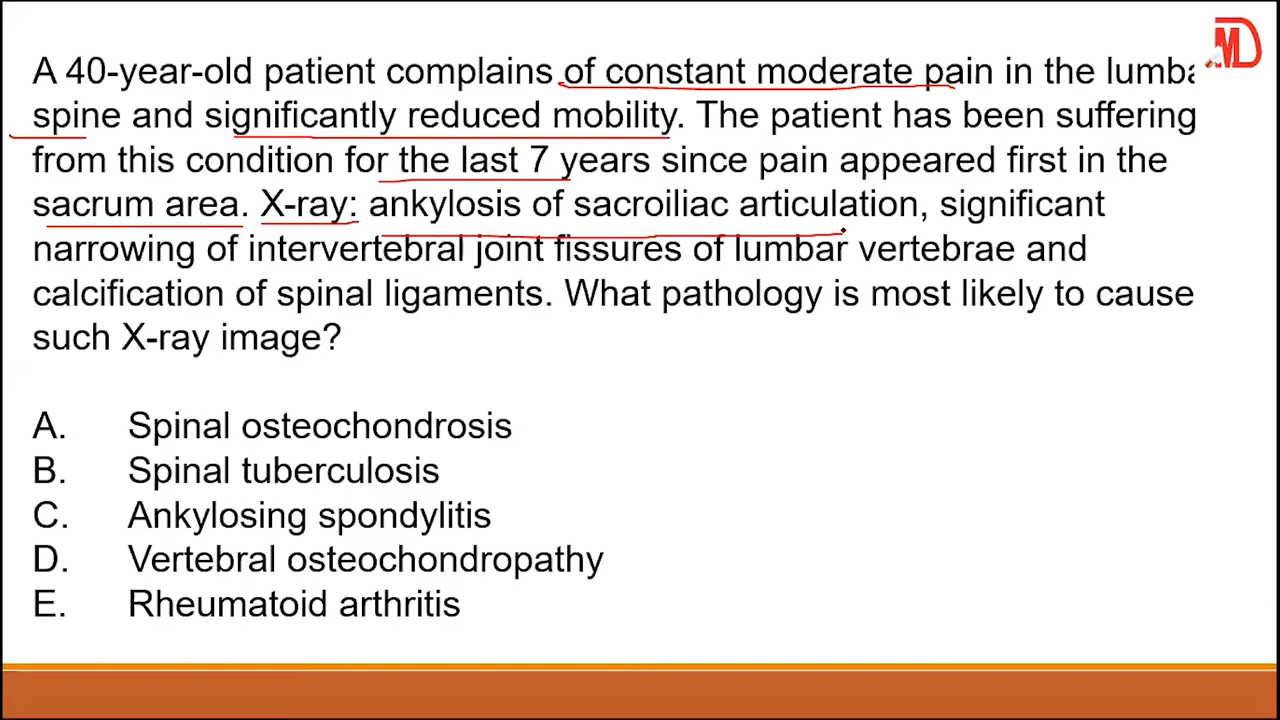 A 40-year-old patient complains of constant moderate pain in the lumba
spine and significantly reduced mobility. The patient has been suffering
from this condition for the last 7 years since pain appeared first in the
sacrum area. X-ray: ankylosis of sacroiliac articulation, significant
narrowing of intervertebral joint fissures of lumbar vertebrae and
calcification of spinal ligaments. What pathology is most likely to cause
such X-ray image?
A. Spinal osteochondrosis
B. Spinal tuberculosis
C. Ankylosing spondylitis
D. Vertebral osteochondropathy
E. Rheumatoid arthritis